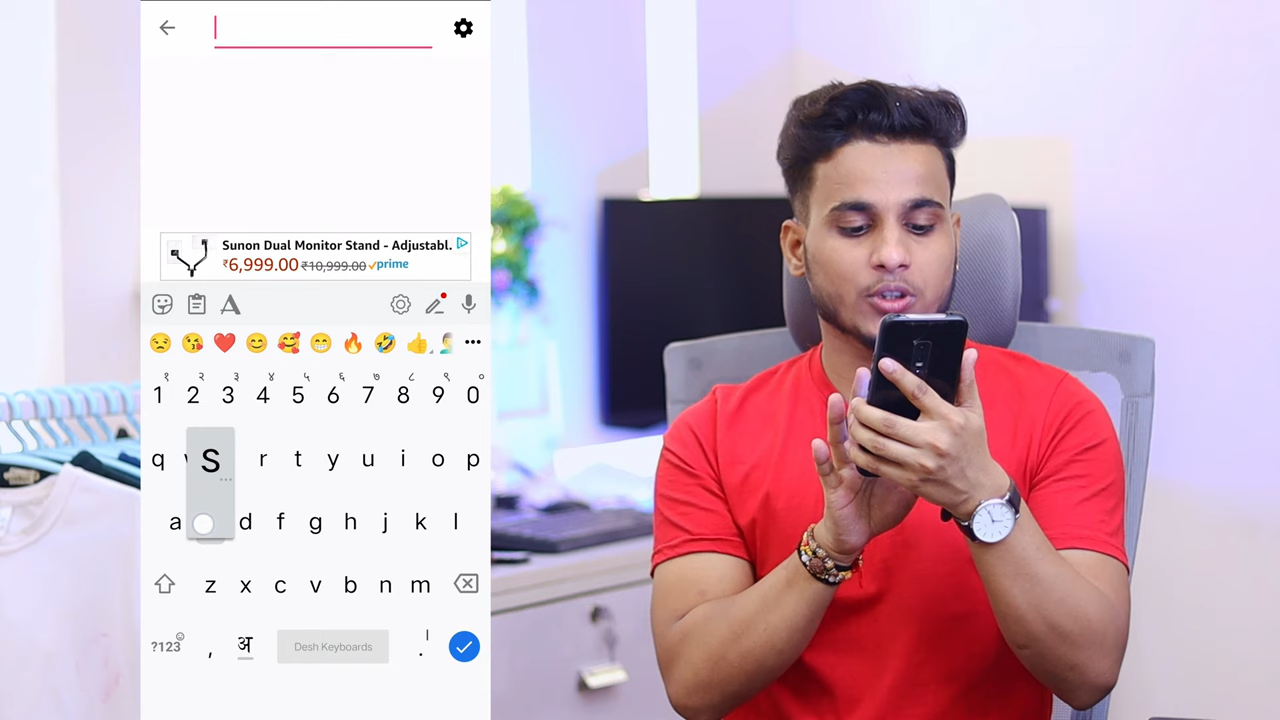 Sunon Dual Monitor Stand - Adjustabl.
₹6,999.00 ₹10,999.00 prime
१ २ ३ ४ ५ ६ ७ ८ ९ ०
1 2 3 4 5 6 7 8 9 0
q S r t y u i o p
a d f g h j k l
z x c v b n m
?123 , अ Desh Keyboards . ।